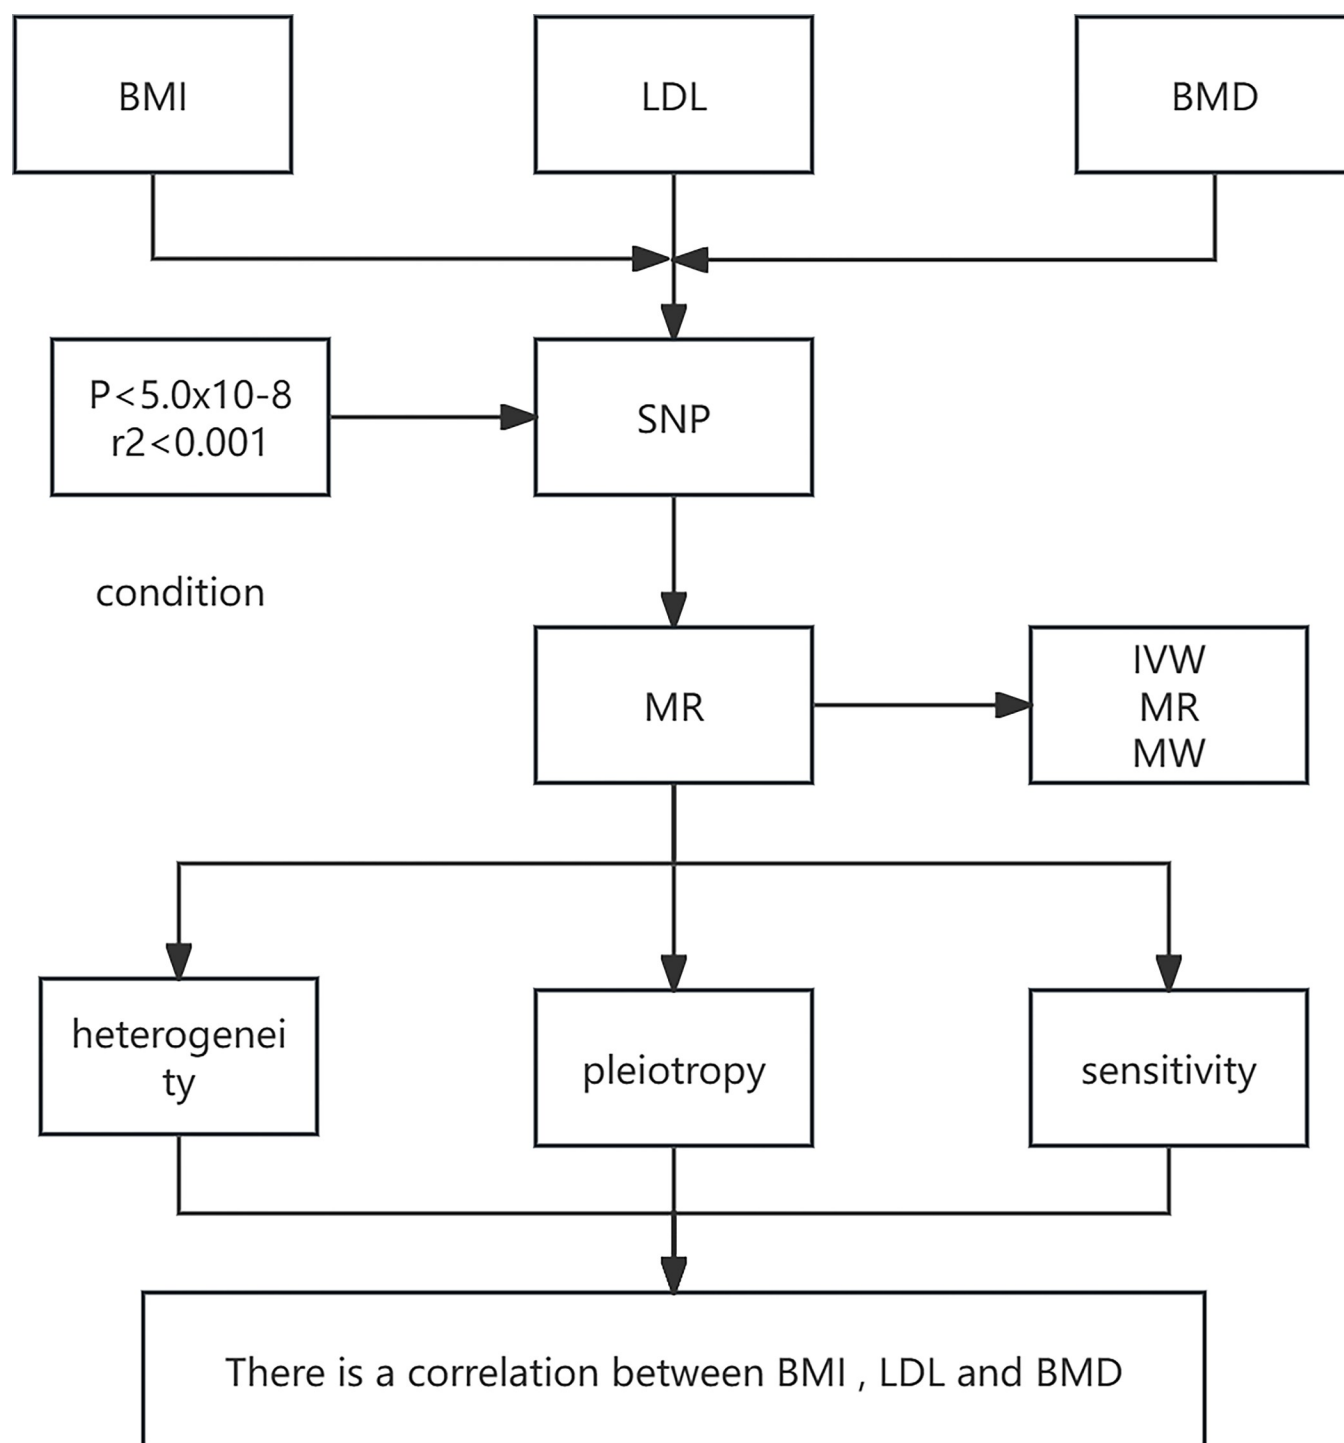 BMI
LDL
BMD
P<5.0x10-8
r2<0.001
SNP
condition
MR
IVW
MR
MW
heterogenei
ty
pleiotropy
sensitivity
There is a correlation between BMI , LDL and BMD